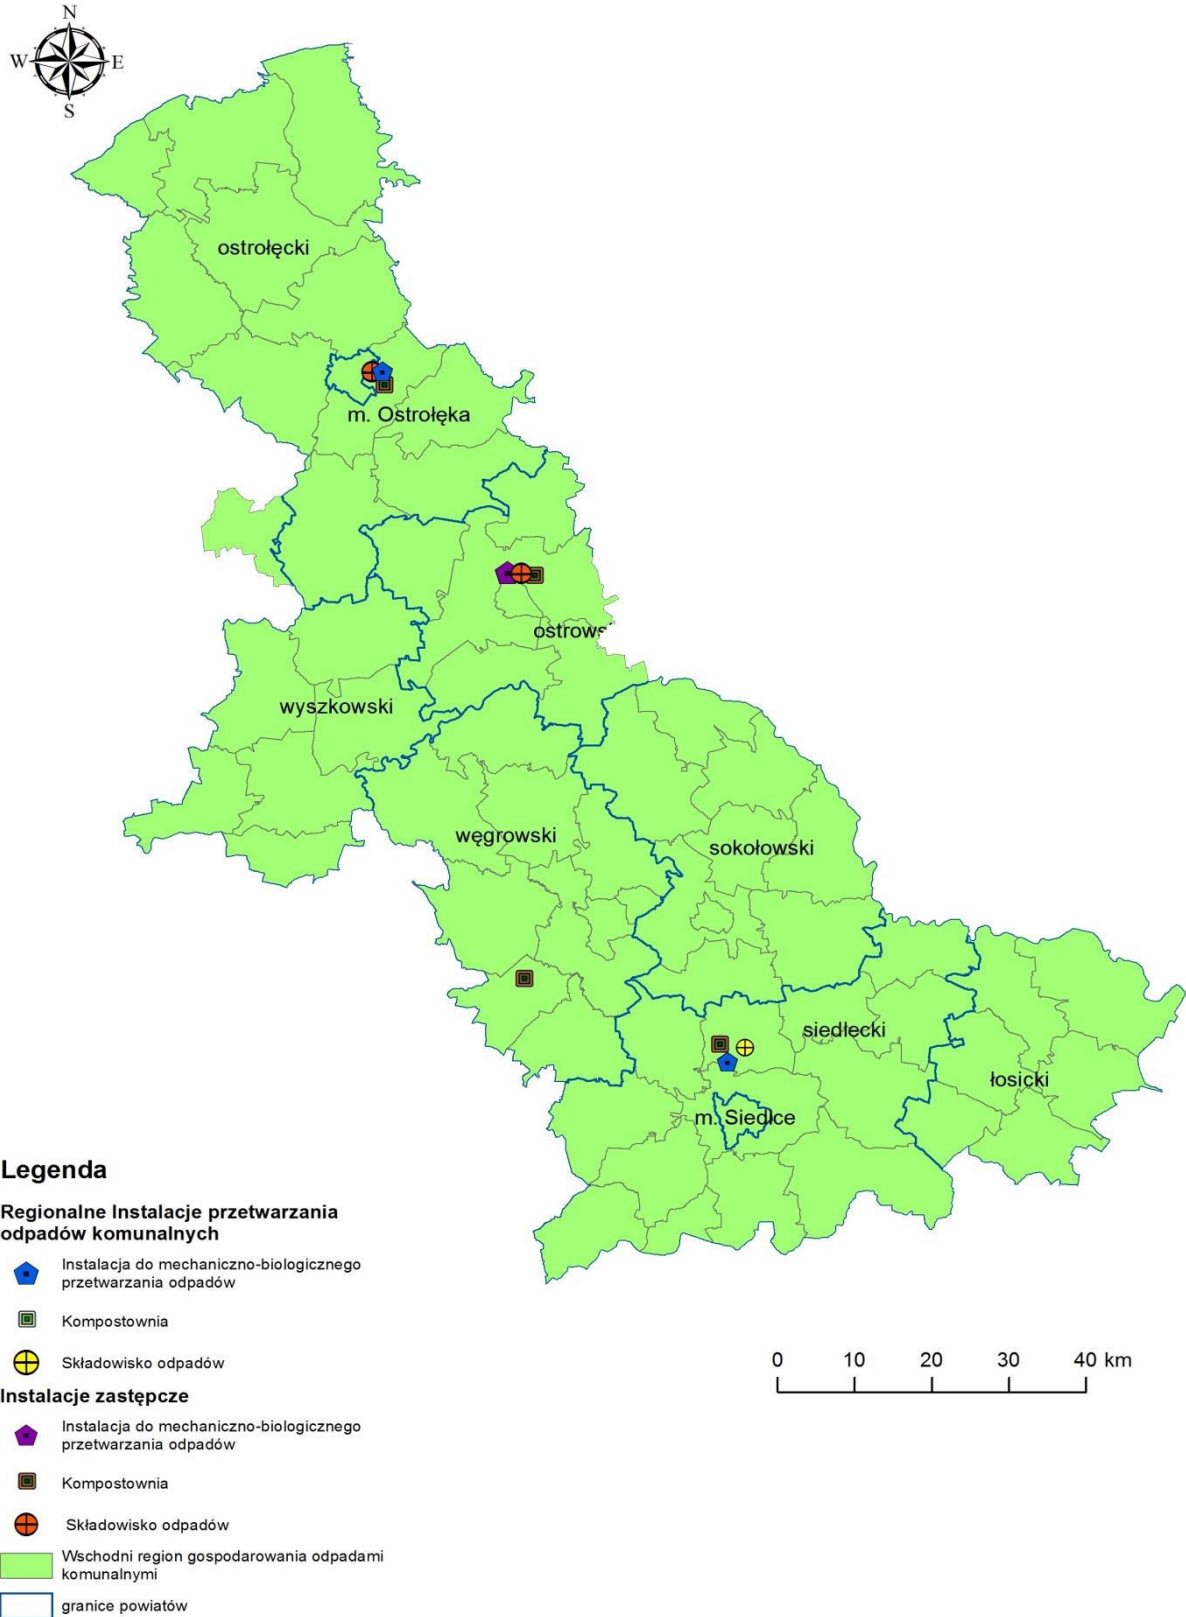 N
W E
S
ostrołęcki
m. Ostrołęka
ostrows
wyszkowski
węgrowski
sokołowski
siedlecki
łosicki
m. Siedlce
Legenda
Regionalne Instalacje przetwarzania
odpadów komunalnych
Instalacja do mechaniczno-biologicznego
przetwarzania odpadów
Kompostownia
Składowisko odpadów
Instalacje zastępcze
Instalacja do mechaniczno-biologicznego
przetwarzania odpadów
Kompostownia
Składowisko odpadów
Wschodni region gospodarowania odpadami
komunalnymi
granice powiatów
0 10 20 30 40 km